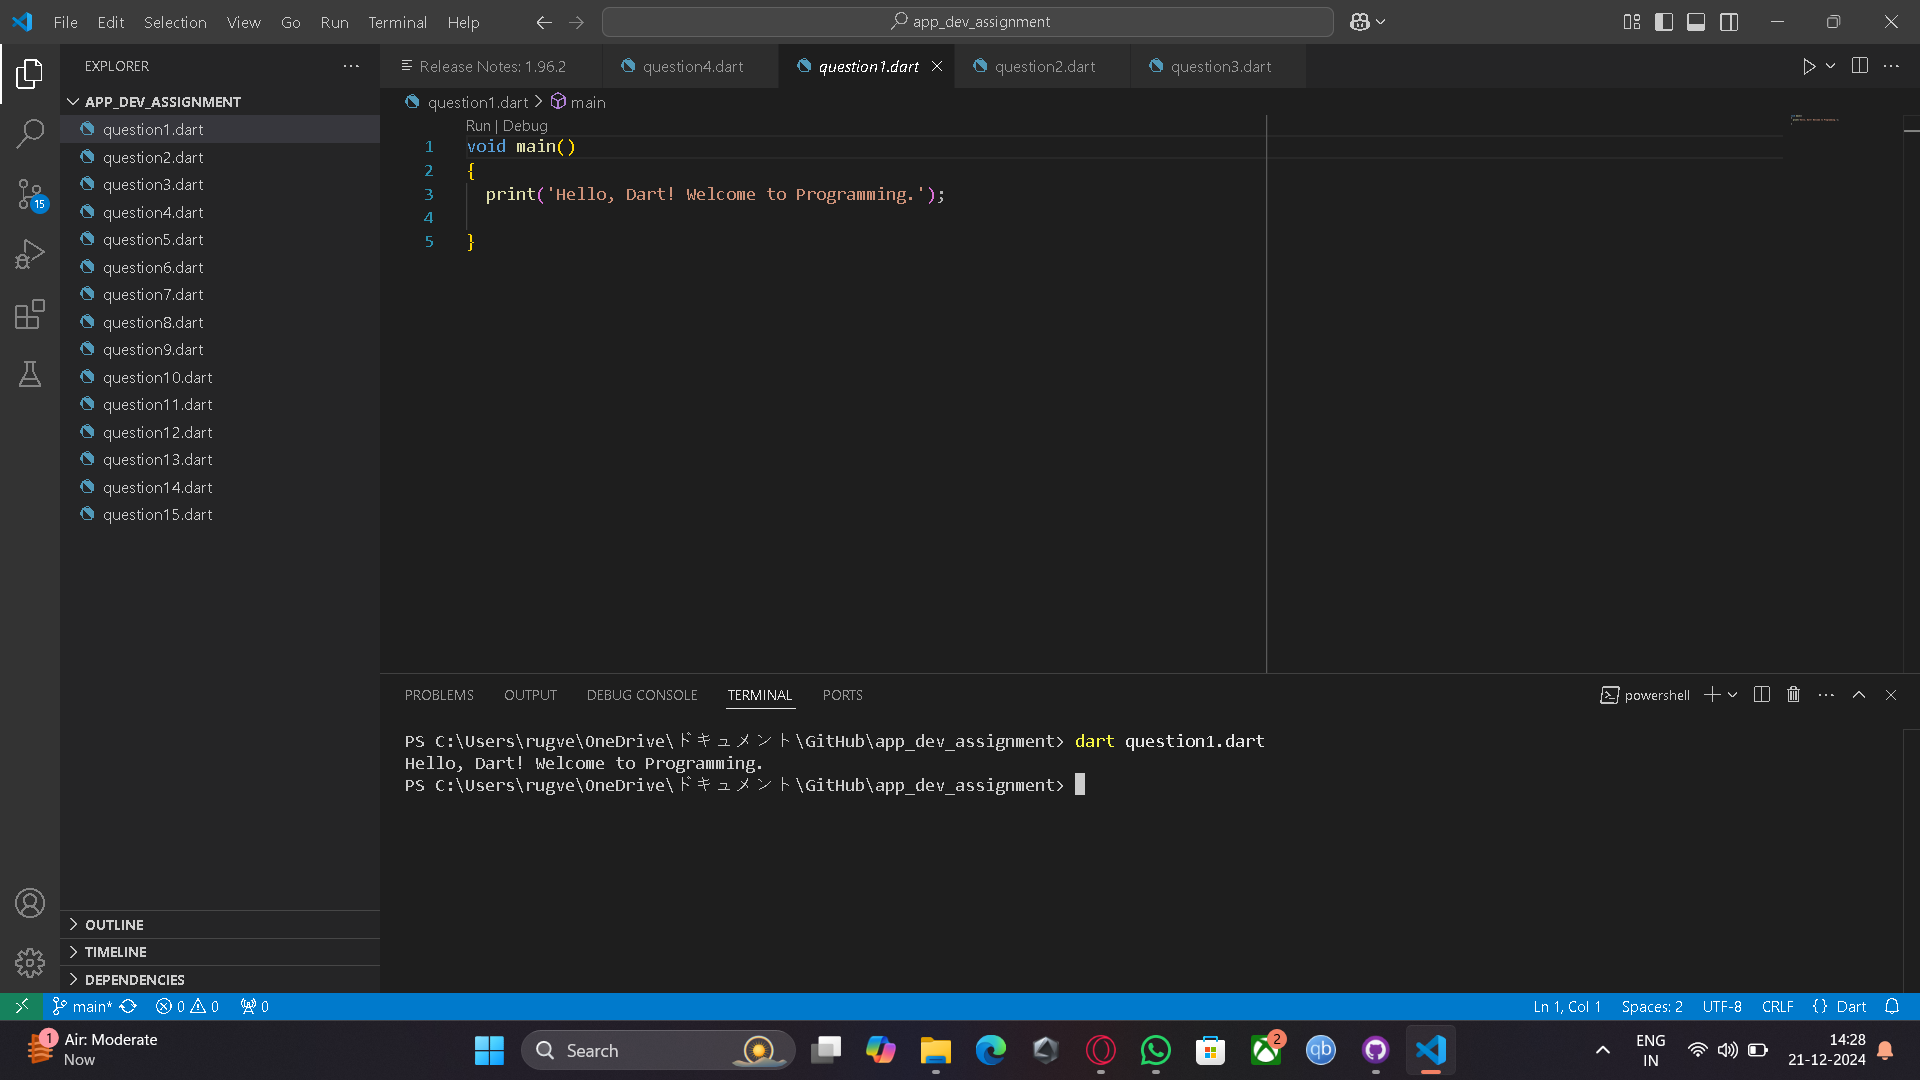 File Edit Selection View Go Run Terminal Help
app_dev_assignment
EXPLORER
APP_DEV_ASSIGNMENT
question1.dart
question2.dart
question3.dart
question4.dart
question5.dart
question6.dart
question7.dart
question8.dart
question9.dart
question10.dart
question11.dart
question12.dart
question13.dart
question14.dart
question15.dart
15
OUTLINE
TIMELINE
DEPENDENCIES
Release Notes: 1.96.2 question4.dart question1.dart question2.dart question3.dart
question1.dart > main
Run | Debug
1 void main()
2 {
3 print('Hello, Dart! Welcome to Programming.');
4
5 }
PROBLEMS OUTPUT DEBUG CONSOLE TERMINAL PORTS
powershell
PS C:\Users\rugve\OneDrive\ドキュメント\GitHub\app_dev_assignment> dart question1.dart
Hello, Dart! Welcome to Programming.
PS C:\Users\rugve\OneDrive\ドキュメント\GitHub\app_dev_assignment>
main* 0 0 0
Ln 1, Col 1 Spaces: 2 UTF-8 CRLF {} Dart
1
Air: Moderate
Now
Search
2
qb
ENG
IN
14:28
21-12-2024